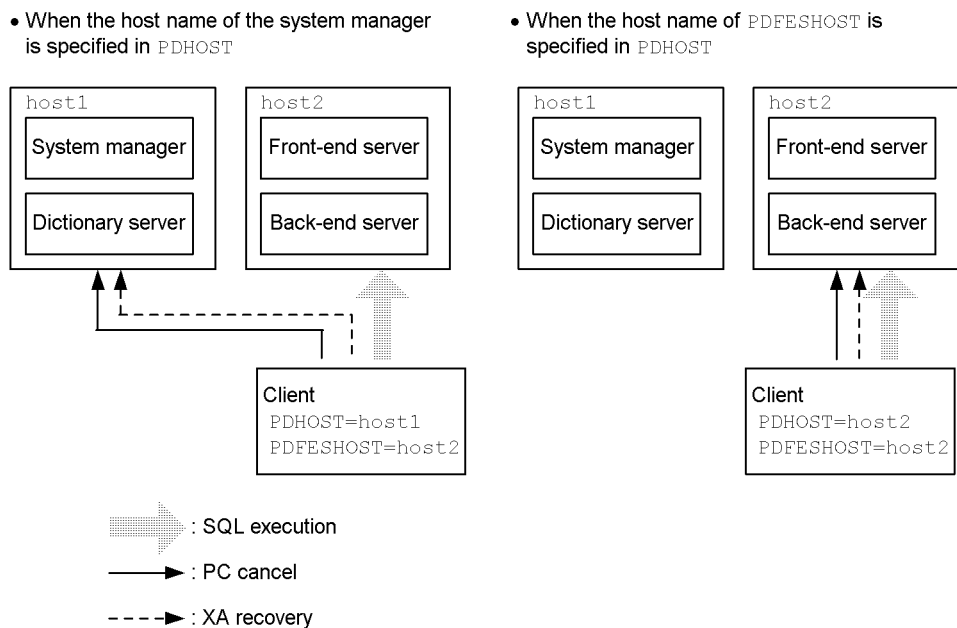 • When the host name of the system manager
is specified in PDHOST
host1
System manager
Dictionary server
host2
Front-end server
Back-end server
Client
PDHOST=host1
PDFESHOST=host2
• When the host name of PDFESHOST is
specified in PDHOST
host1
System manager
Dictionary server
host2
Front-end server
Back-end server
Client
PDHOST=host2
PDFESHOST=host2
: SQL execution
: PC cancel
: XA recovery